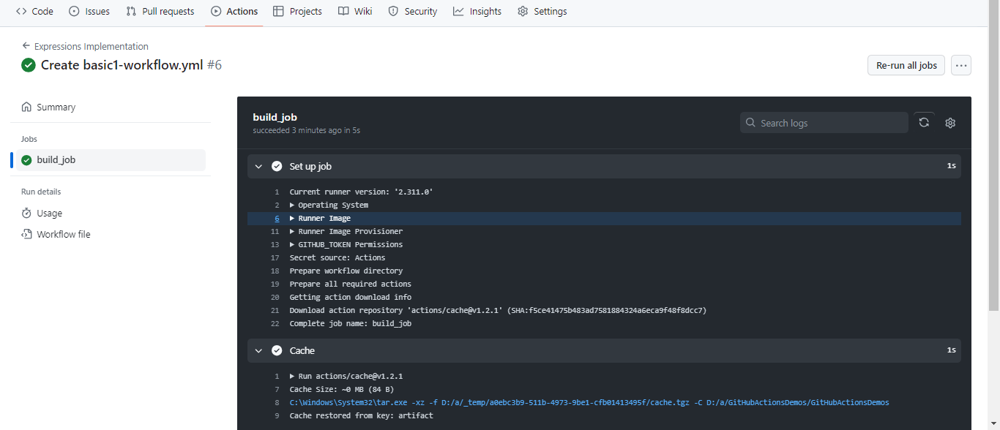 Code Issues Pull requests Actions Projects Wiki Security Insights Settings
Expressions Implementation
Create basic1-workflow.yml #6
Re-run all jobs
Summary
Jobs
build_job
Run details
Usage
Workflow file
build_job
succeeded 3 minutes ago in 5s
Search logs
Set up job 1s
1 Current runner version: '2.311.0'
2 Operating System
6 Runner Image
11 Runner Image Provisioner
13 GITHUB_TOKEN Permissions
17 Secret source: Actions
18 Prepare workflow directory
19 Prepare all required actions
20 Getting action download info
21 Download action repository 'actions/cache@v1.2.1' (SHA:f5ce41475b483ad7581884324a6eca9f48f8dcc7)
22 Complete job name: build_job
Cache 1s
1 Run actions/cache@v1.2.1
7 Cache Size: ~0 MB (84 B)
8 C:\Windows\System32\tar.exe -xz -f D:/a/_temp/a0ebc3b9-511b-4973-9be1-cfb01413495f/cache.tgz -C D:/a/GitHubActionsDemos/GitHubActionsDemos
9 Cache restored from key: artifact